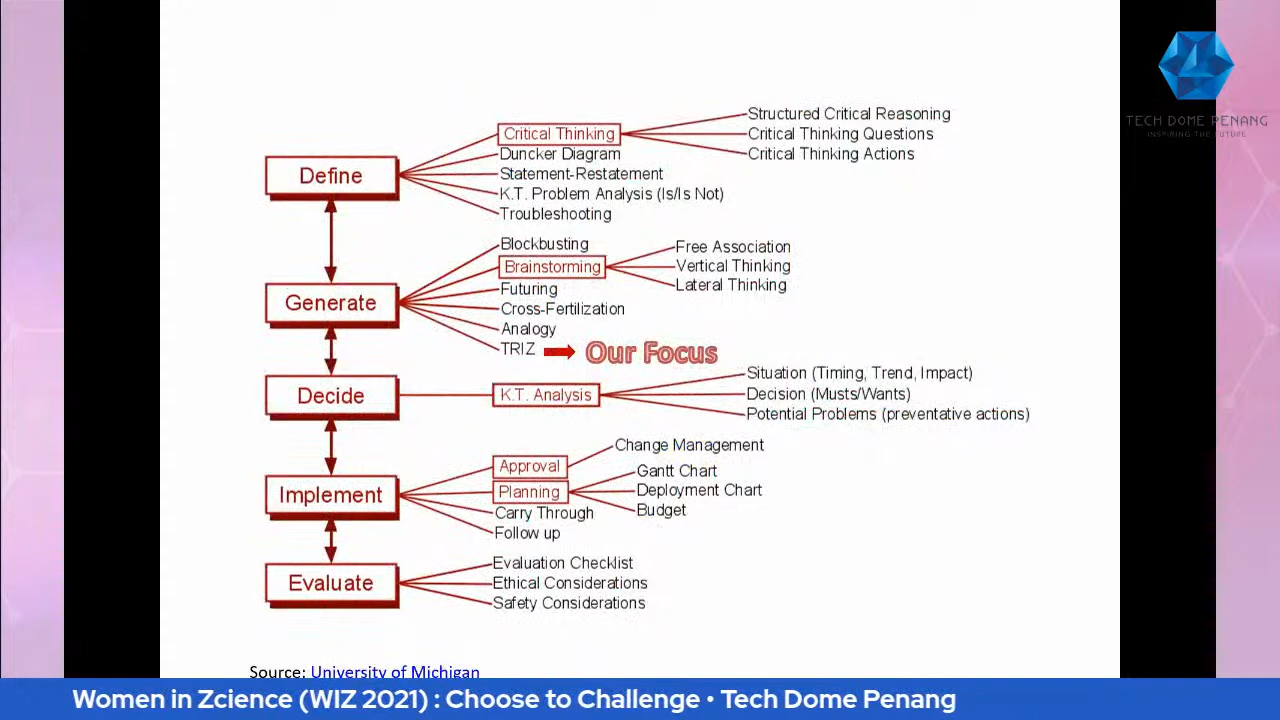 TECH DOME PENANG
INSPIRING THE FUTURE
Define
Critical Thinking
Structured Critical Reasoning
Critical Thinking Questions
Critical Thinking Actions
Duncker Diagram
Statement-Restatement
K.T. Problem Analysis (Is/Is Not)
Troubleshooting
Generate
Blockbusting
Brainstorming
Free Association
Vertical Thinking
Lateral Thinking
Futuring
Cross-Fertilization
Analogy
TRIZ
Our Focus
Decide
K.T. Analysis
Situation (Timing, Trend, Impact)
Decision (Musts/Wants)
Potential Problems (preventative actions)
Implement
Approval
Change Management
Planning
Gantt Chart
Deployment Chart
Budget
Carry Through
Follow up
Evaluate
Evaluation Checklist
Ethical Considerations
Safety Considerations
Source: University of Michigan
Women in Zcience (WIZ 2021) : Choose to Challenge • Tech Dome Penang